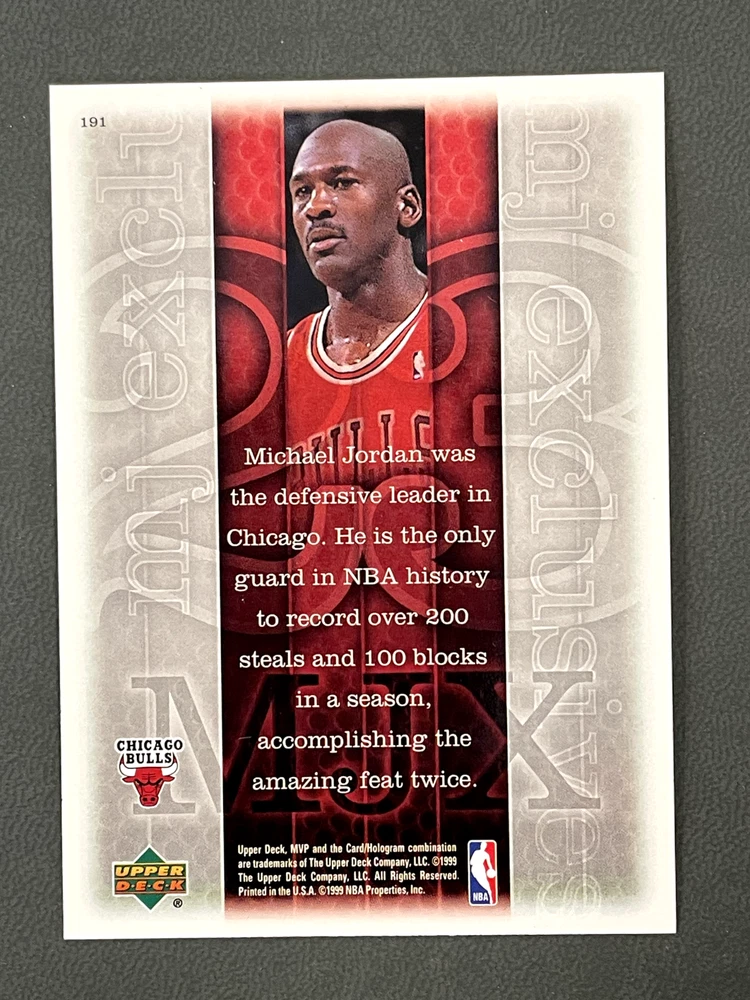 191
mj exclu
mj exclusives
BULLS
Michael Jordan was
the defensive leader in
Chicago. He is the only
guard in NBA history
to record over 200
steals and 100 blocks
in a season,
accomplishing the
amazing feat twice.
MJX
CHICAGO
BULLS
UPPER
DECK
®
Upper Deck, MVP and the Card/Hologram combination
are trademarks of The Upper Deck Company, LLC. ©1999
The Upper Deck Company, LLC. All Rights Reserved.
Printed in the U.S.A. ©1999 NBA Properties, Inc.
NBA